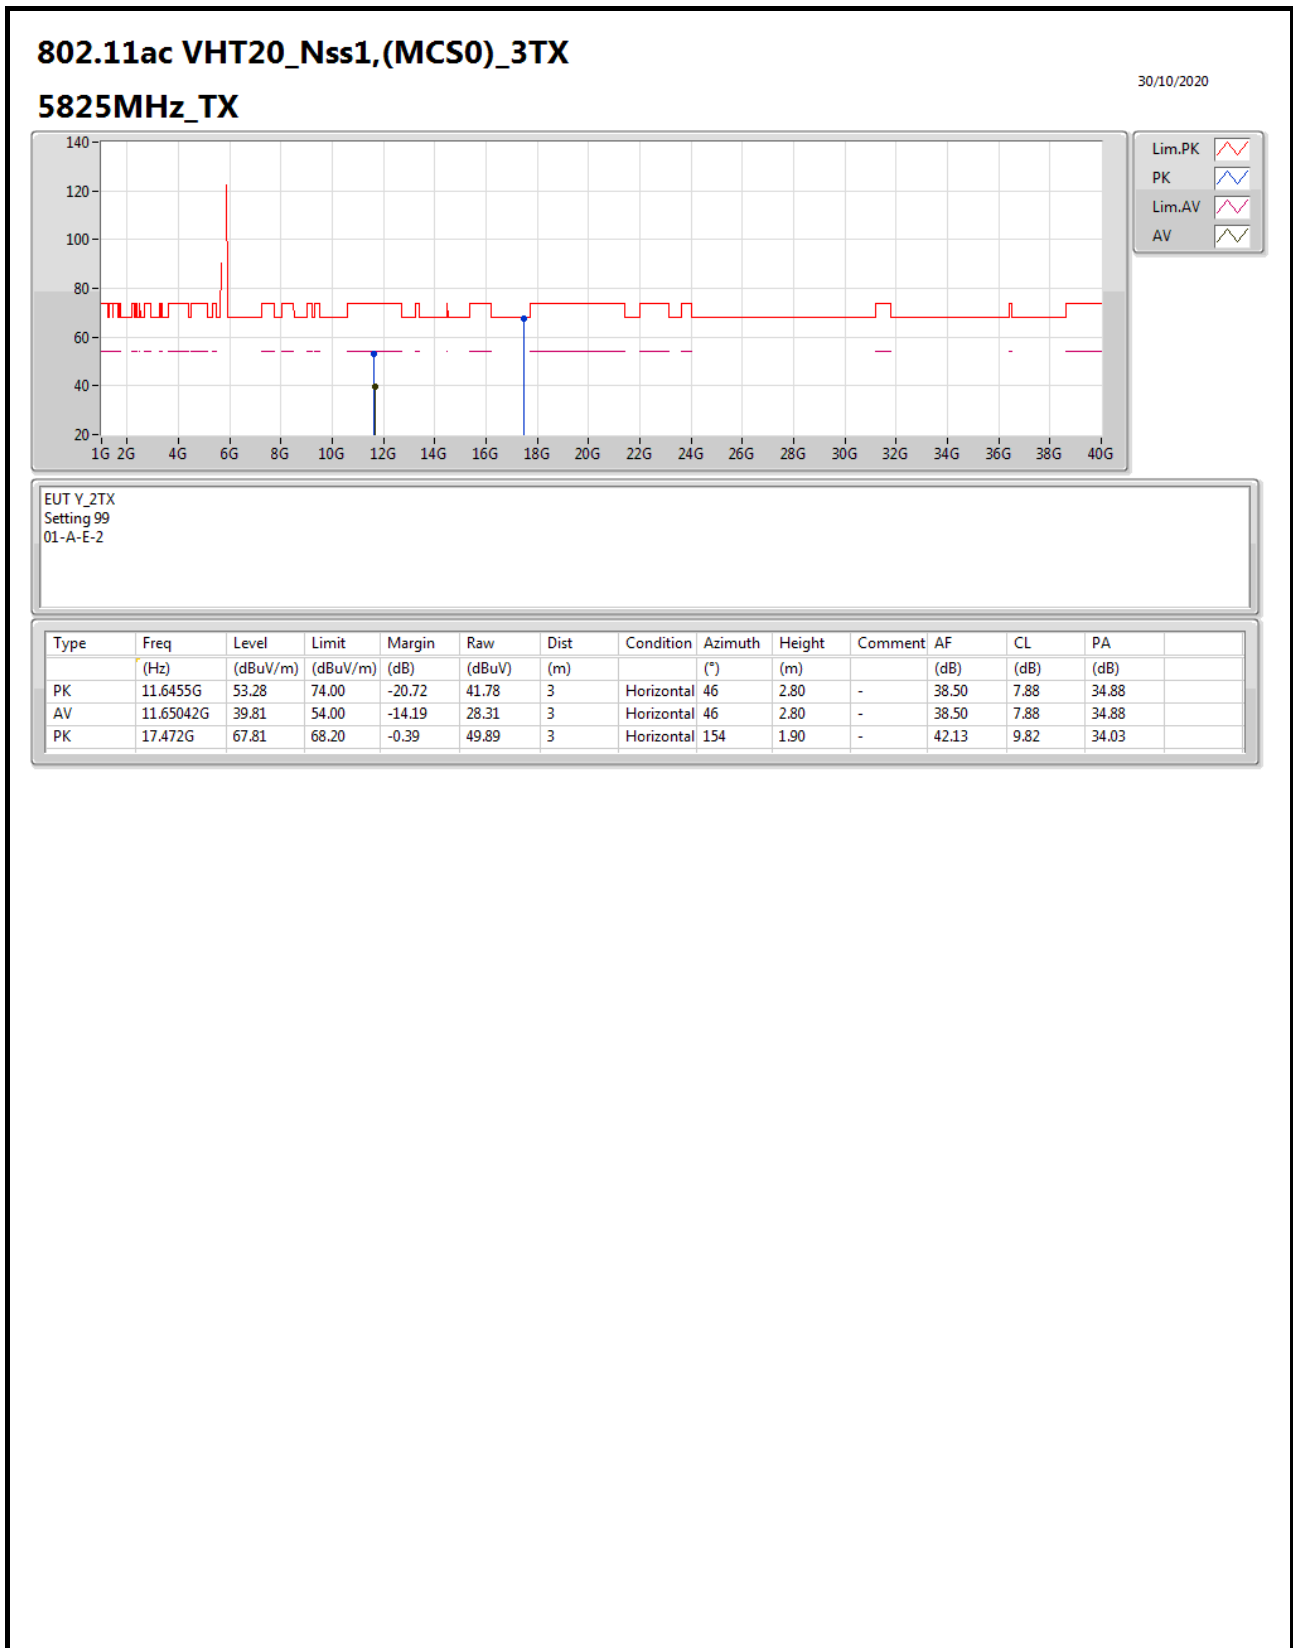 802.11ac VHT20_Nss1,(MCS0)_3TX
30/10/2020
5825MHz_TX
140
120
100
80
60
40
20
1G 2G 4G 6G 8G 10G 12G 14G 16G 18G 20G 22G 24G 26G 28G 30G 32G 34G 36G 38G 40G
Lim.PK
PK
Lim.AV
AV
EUT Y_2TX
Setting 99
01-A-E-2
Type Freq Level Limit Margin Raw Dist Condition Azimuth Height Comment AF CL PA
(Hz) (dBuV/m) (dBuV/m) (dB) (dBuV) (m) (°) (m) (dB) (dB) (dB)
PK 11.6455G 53.28 74.00 -20.72 41.78 3 Horizontal 46 2.80 - 38.50 7.88 34.88
AV 11.65042G 39.81 54.00 -14.19 28.31 3 Horizontal 46 2.80 - 38.50 7.88 34.88
PK 17.472G 67.81 68.20 -0.39 49.89 3 Horizontal 154 1.90 - 42.13 9.82 34.03